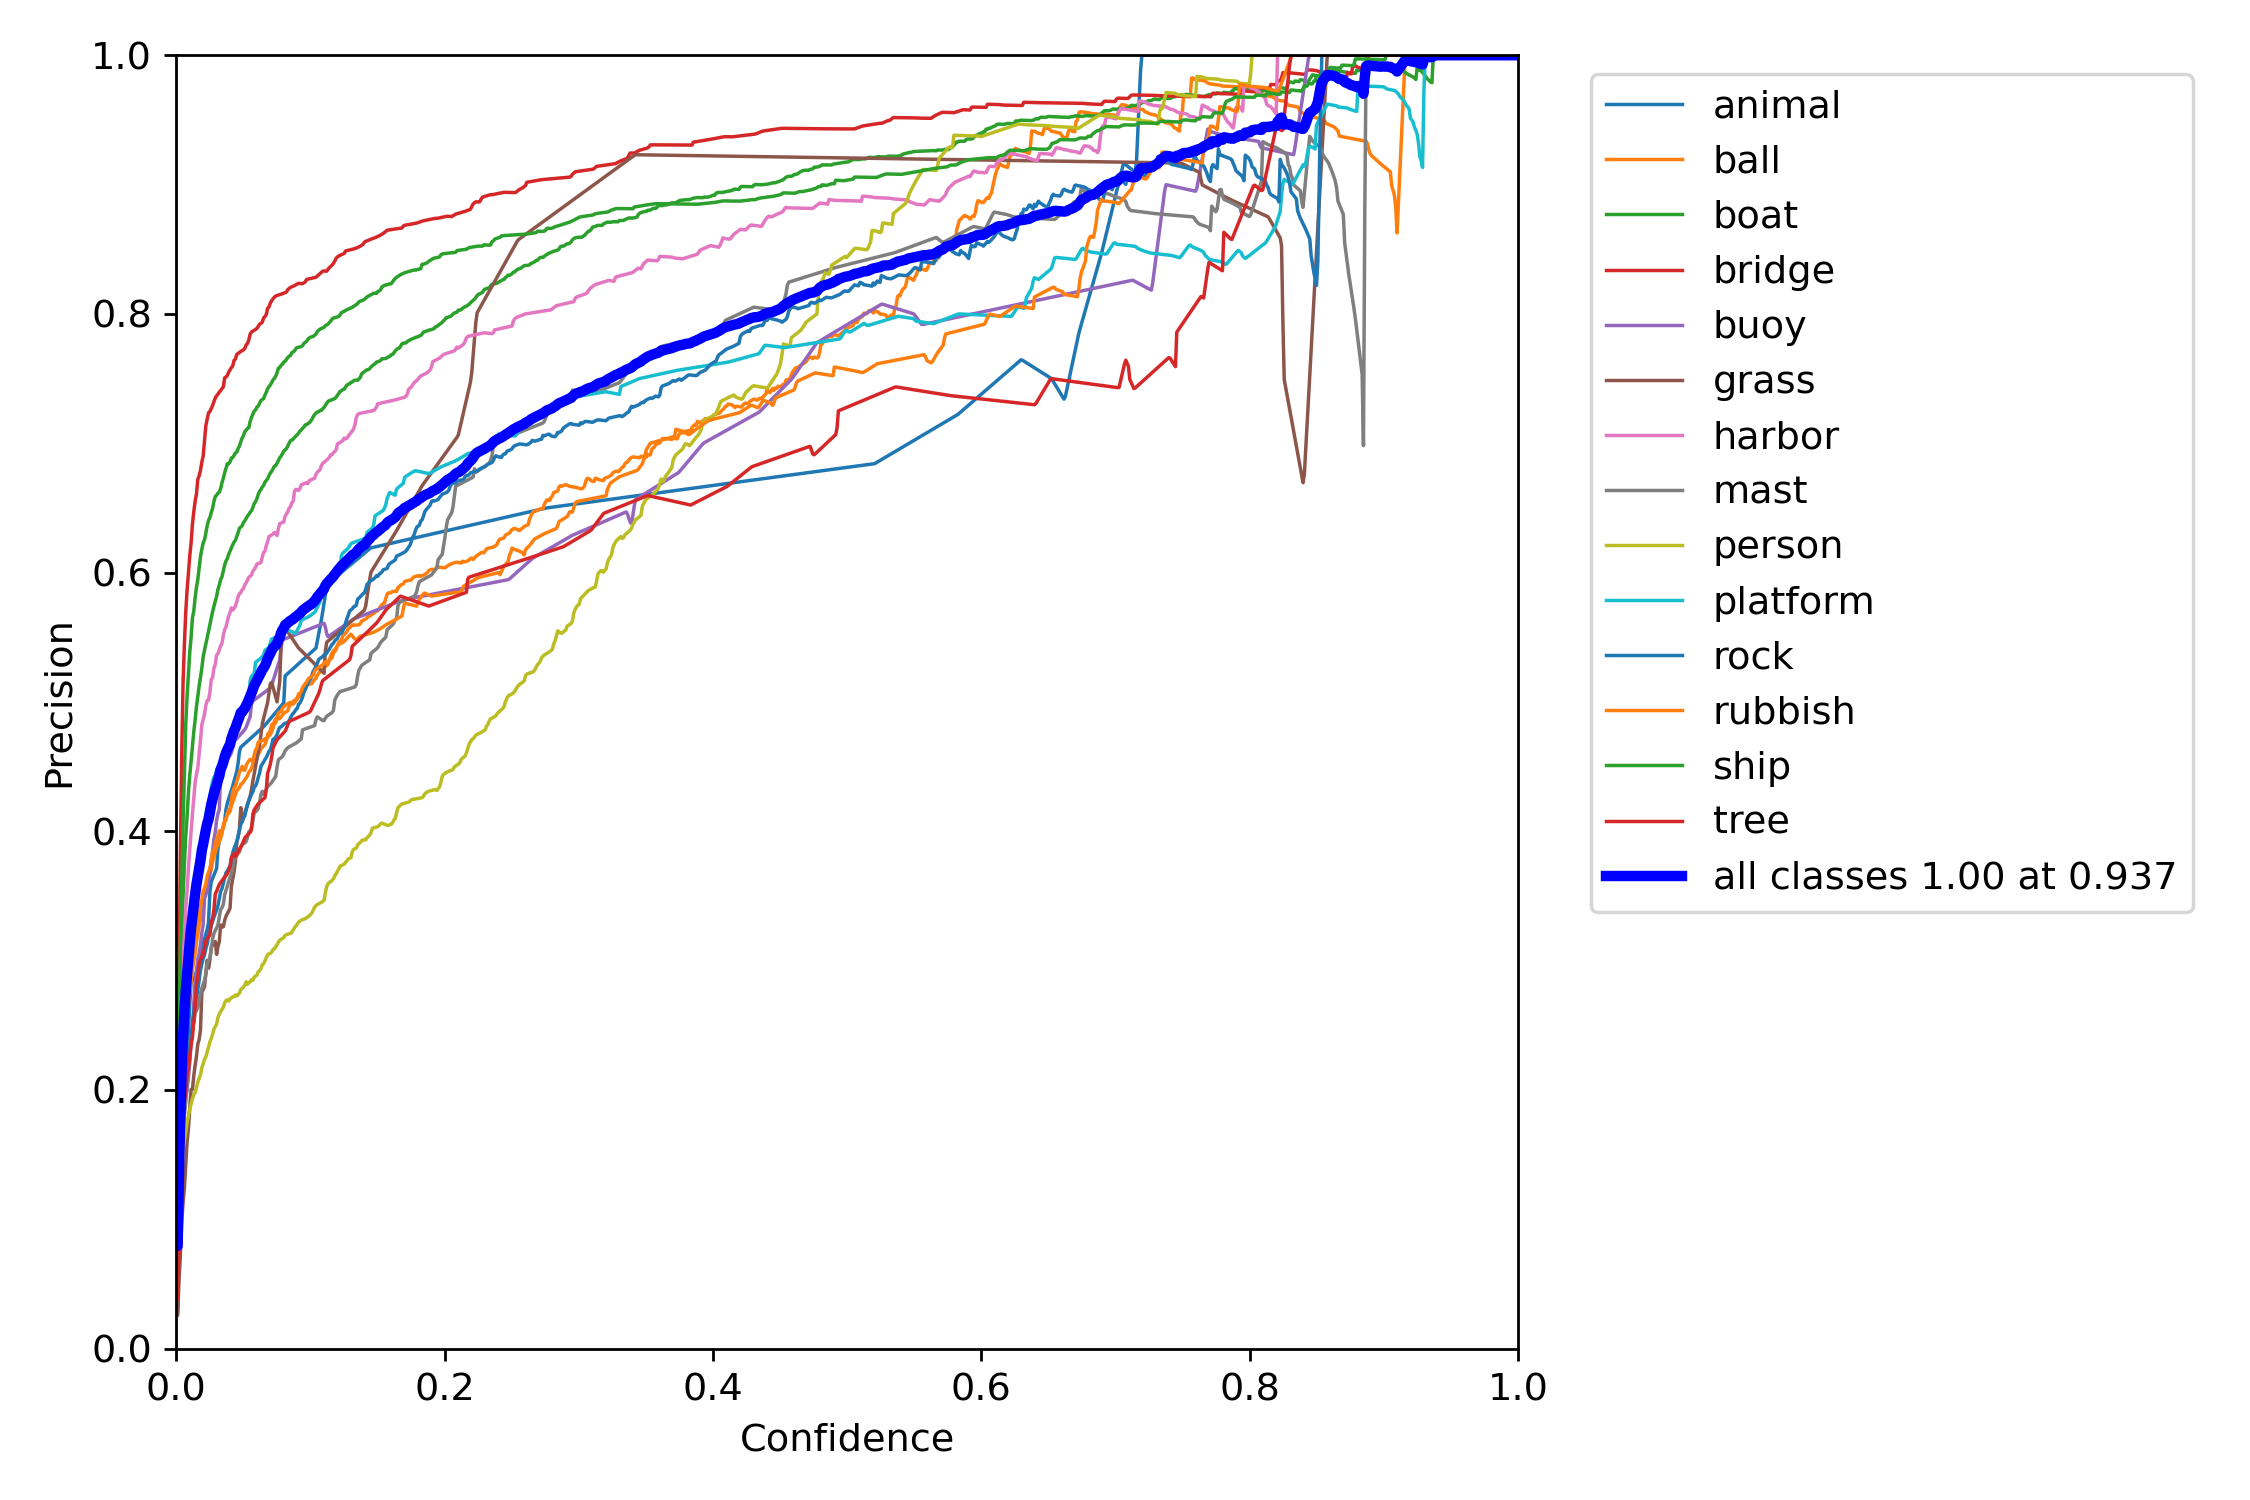 1.0
0.8
0.6
0.4
0.2
0.0
Precision
0.0 0.2 0.4 0.6 0.8 1.0
Confidence
animal
ball
boat
bridge
buoy
grass
harbor
mast
person
platform
rock
rubbish
ship
tree
all classes 1.00 at 0.937